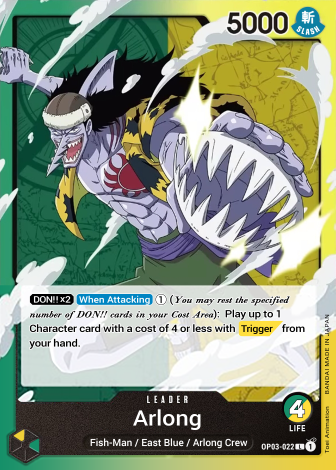 5000
斬
SLASH
DON!! ×2 When Attacking ① (You may rest the specified
number of DON!! cards in your Cost Area): Play up to 1
Character card with a cost of 4 or less with Trigger from
your hand.
LEADER
Arlong
Fish-Man / East Blue / Arlong Crew
4
LIFE
OP03-022 L 1
Toei Animation BANDAI MADE IN JAPAN